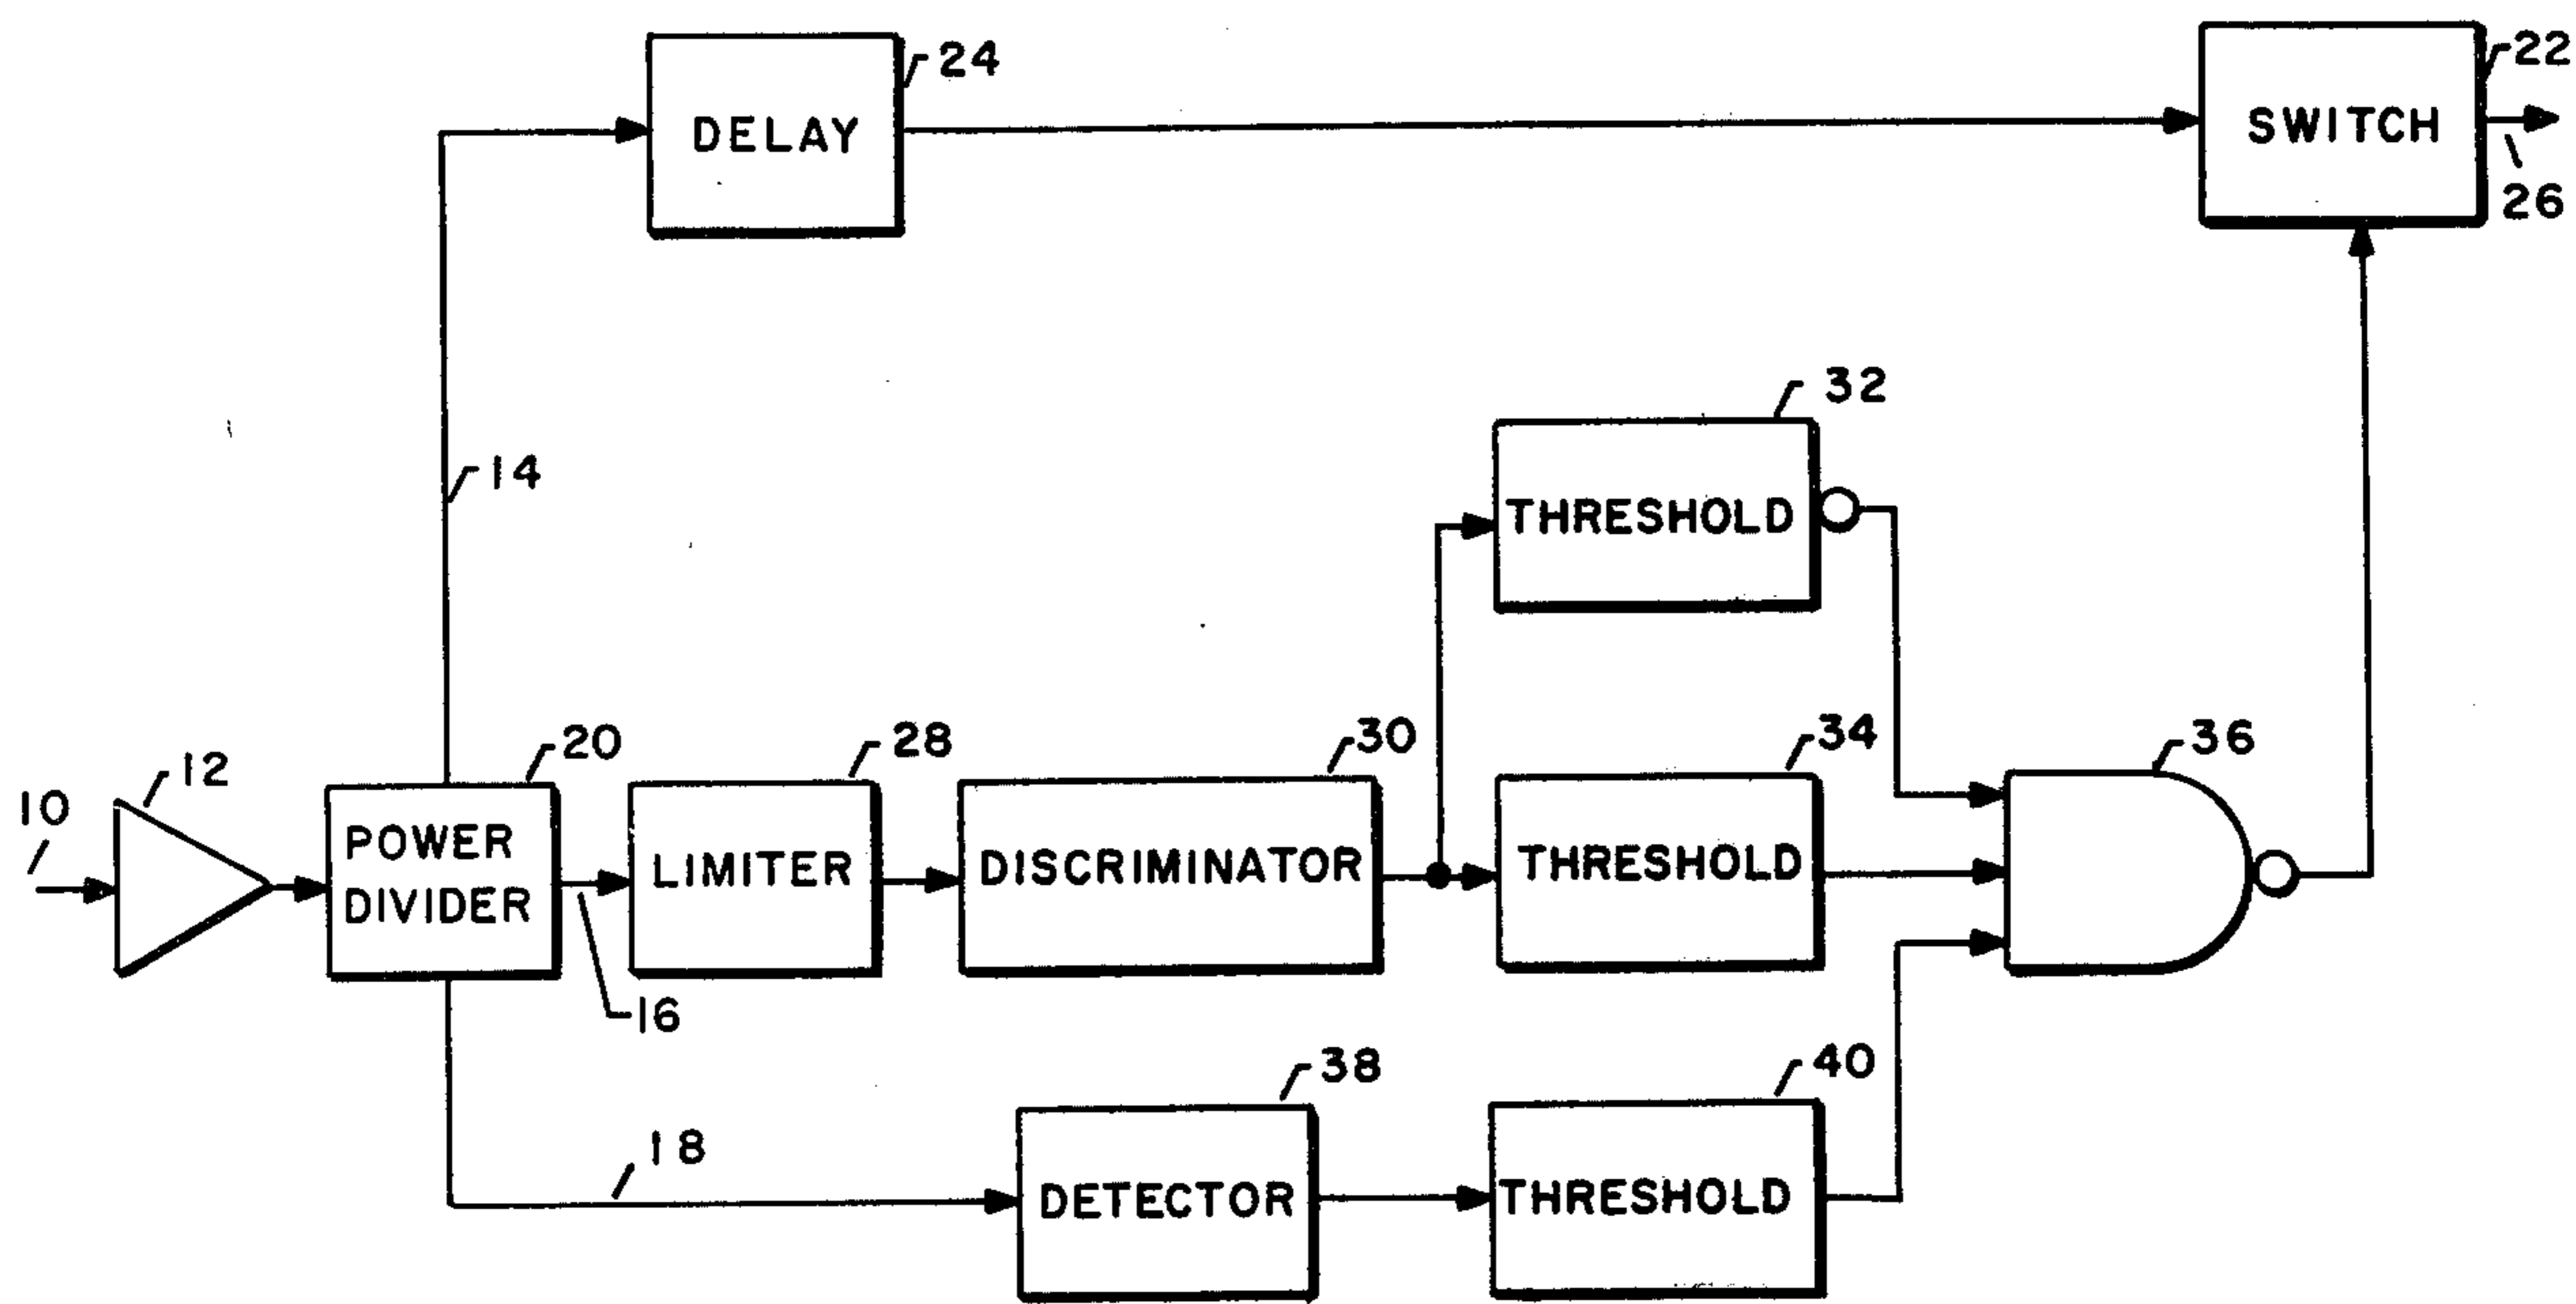 24
DELAY
22
SWITCH
26
32
THRESHOLD
14
10
12
20
POWER
DIVIDER
16
28
LIMITER
30
DISCRIMINATOR
34
THRESHOLD
36
18
38
DETECTOR
40
THRESHOLD